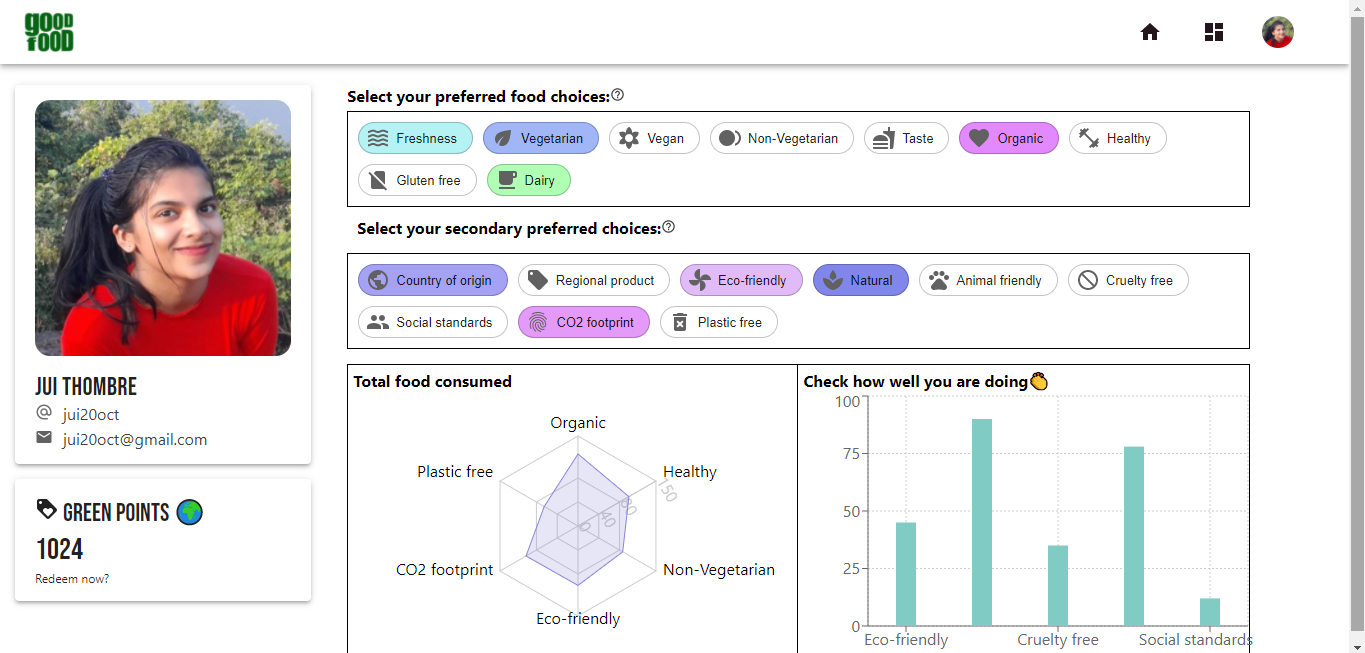 gooD
fooD
Select your preferred food choices:
Freshness Vegetarian Vegan Non-Vegetarian Taste Organic Healthy
Gluten free Dairy
Select your secondary preferred choices:
Country of origin Regional product Eco-friendly Natural Animal friendly Cruelty free
Social standards CO2 footprint Plastic free
JUI THOMBRE
@ jui20oct
jui20oct@gmail.com
GREEN POINTS
1024
Redeem now?
Total food consumed
Organic
Plastic free Healthy
150
80
40
0
CO2 footprint Non-Vegetarian
Eco-friendly
Check how well you are doing
100
75
50
25
0
Eco-friendly Cruelty free Social standards